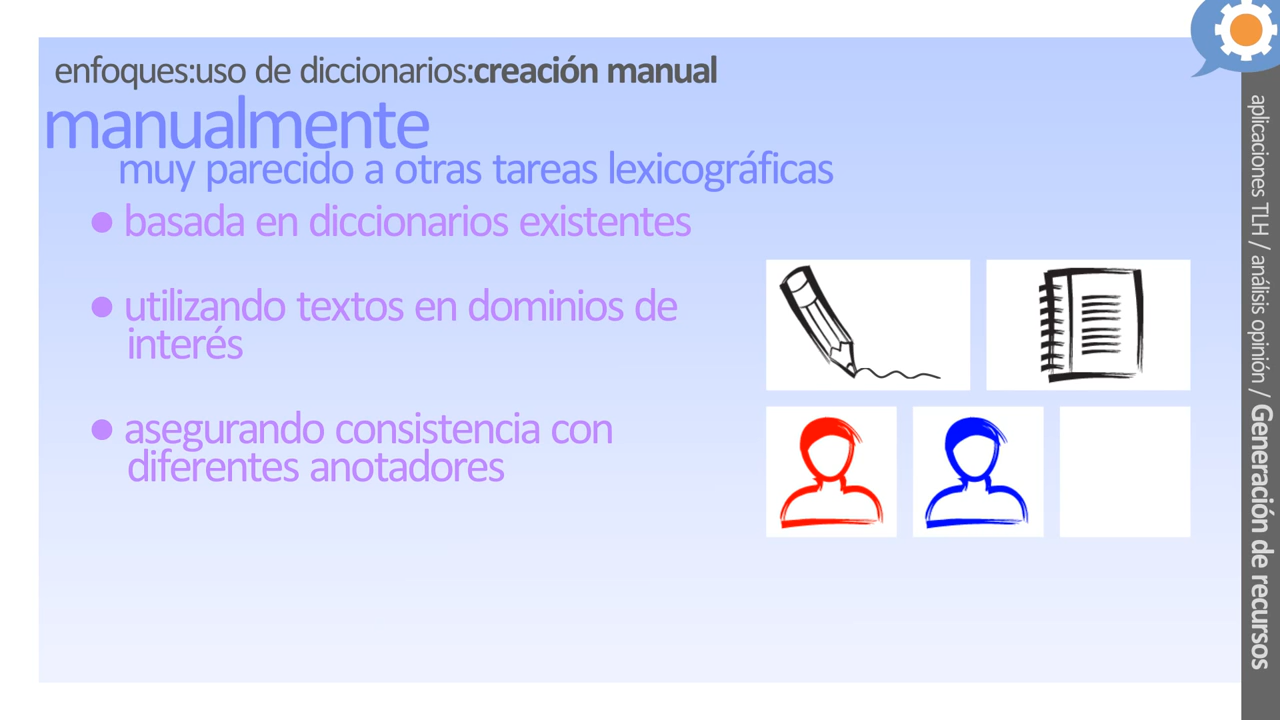 enfoques:uso de diccionarios:creación manual
manualmente
muy parecido a otras tareas lexicográficas
● basada en diccionarios existentes
● utilizando textos en dominios de
interés
● asegurando consistencia con
diferentes anotadores
aplicaciones TLH / análisis opinión / Generación de recursos